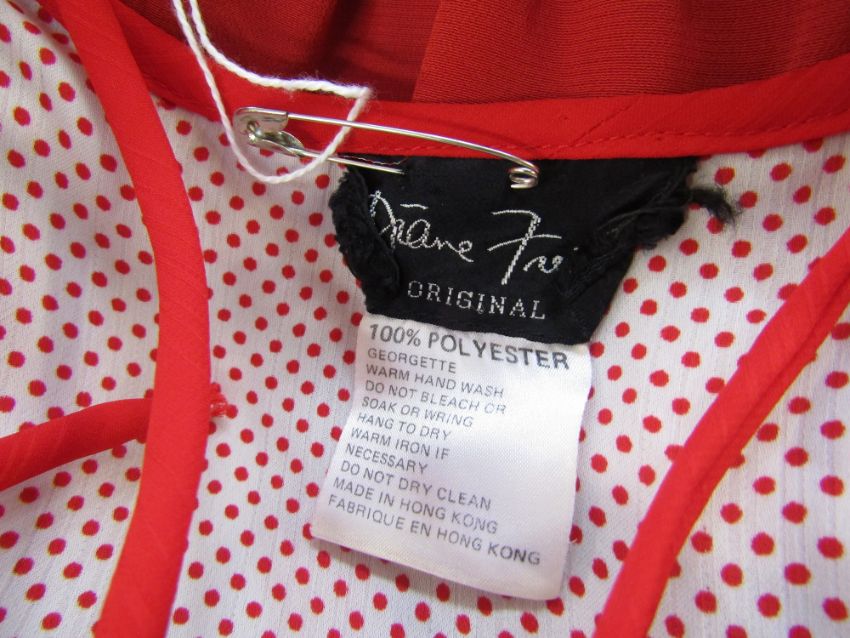 Diane Fre
ORIGINAL
100% POLYESTER
GEORGETTE
WARM HAND WASH
DO NOT BLEACH OR
SOAK OR WRING
HANG TO DRY
WARM IRON IF
NECESSARY
DO NOT DRY CLEAN
MADE IN HONG KONG
FABRIQUE EN HONG KONG